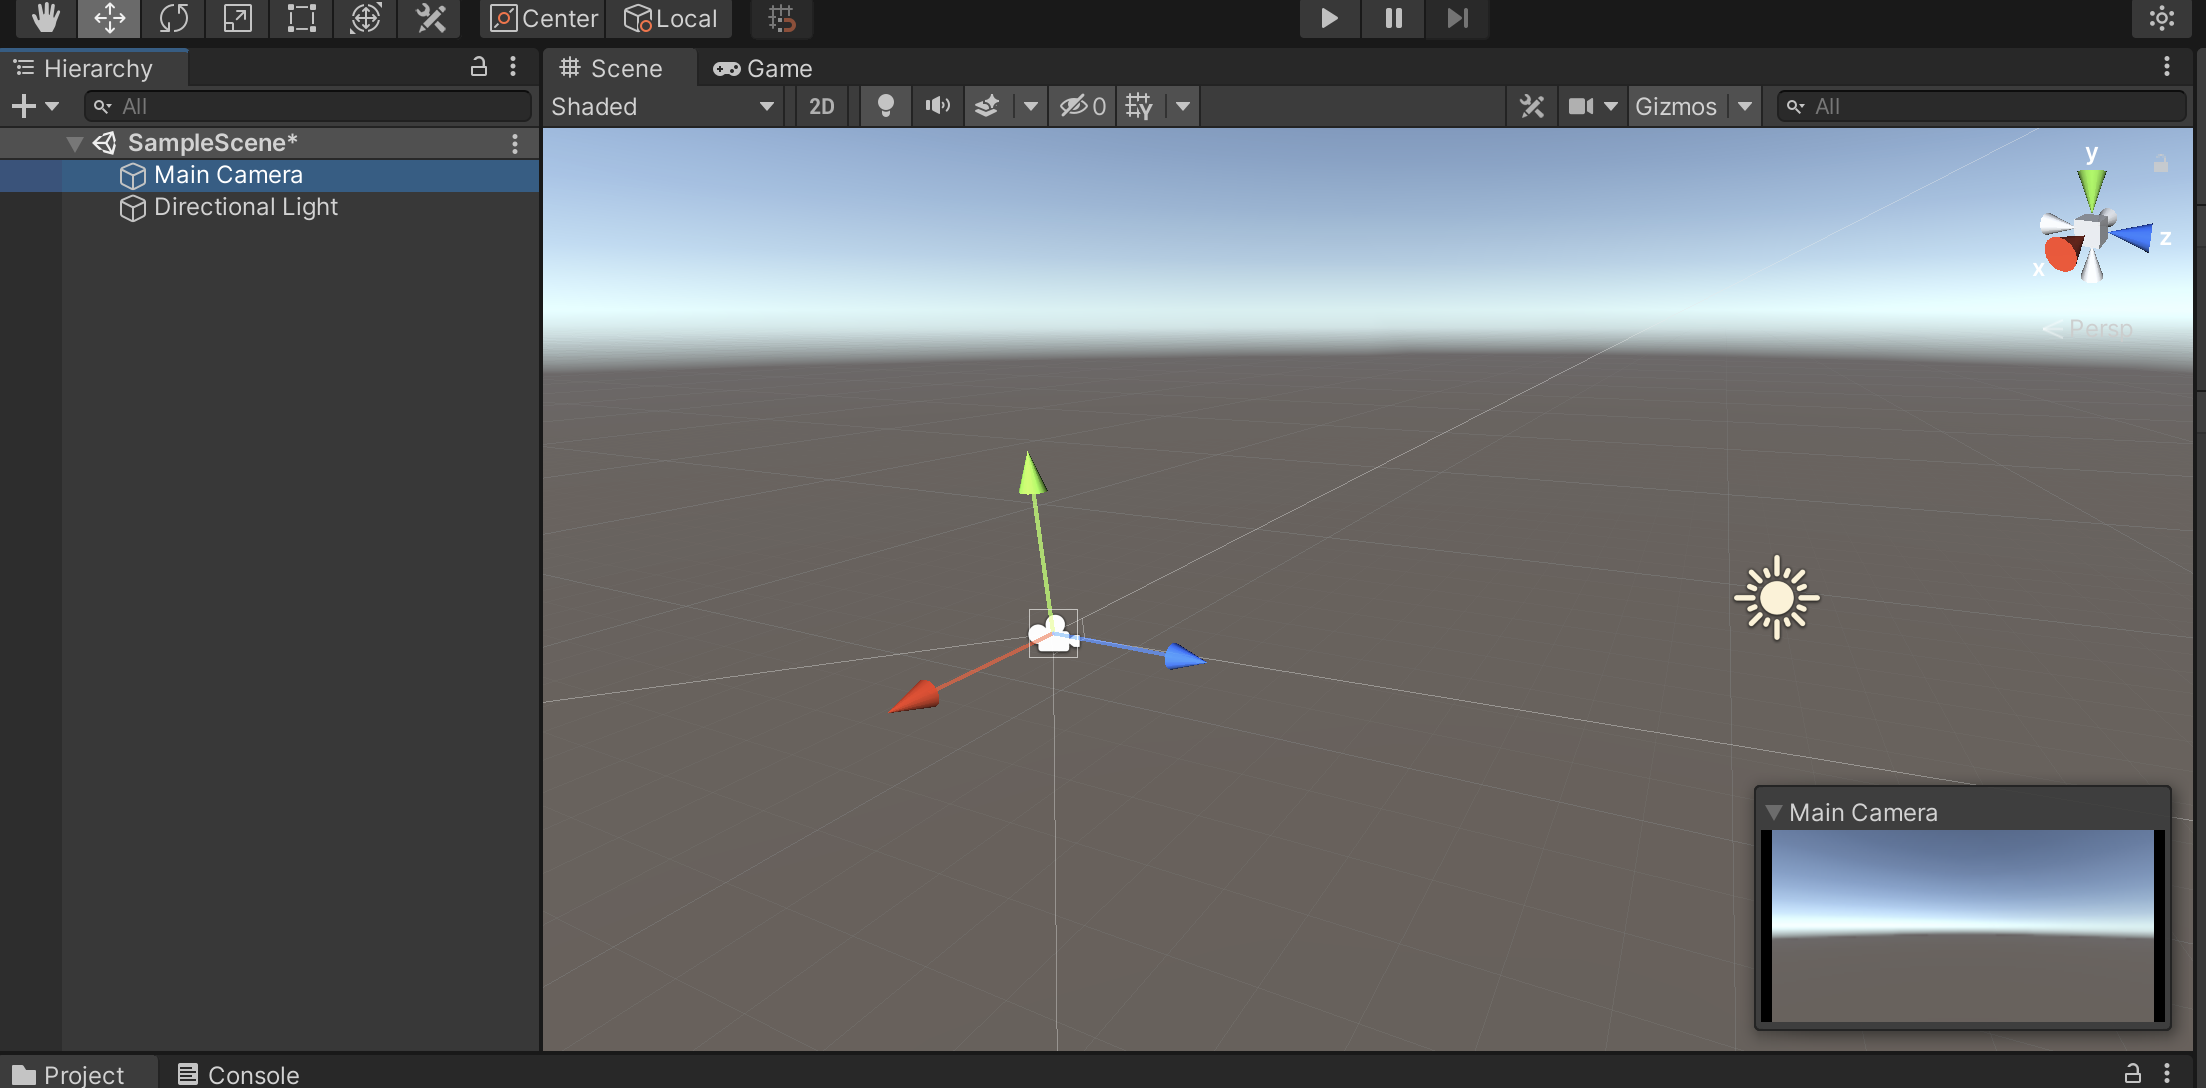 Center Local
Hierarchy
All
SampleScene*
Main Camera
Directional Light
Scene Game
Shaded 2D 0 Gizmos All
y
z
x
Persp
Main Camera
Project Console